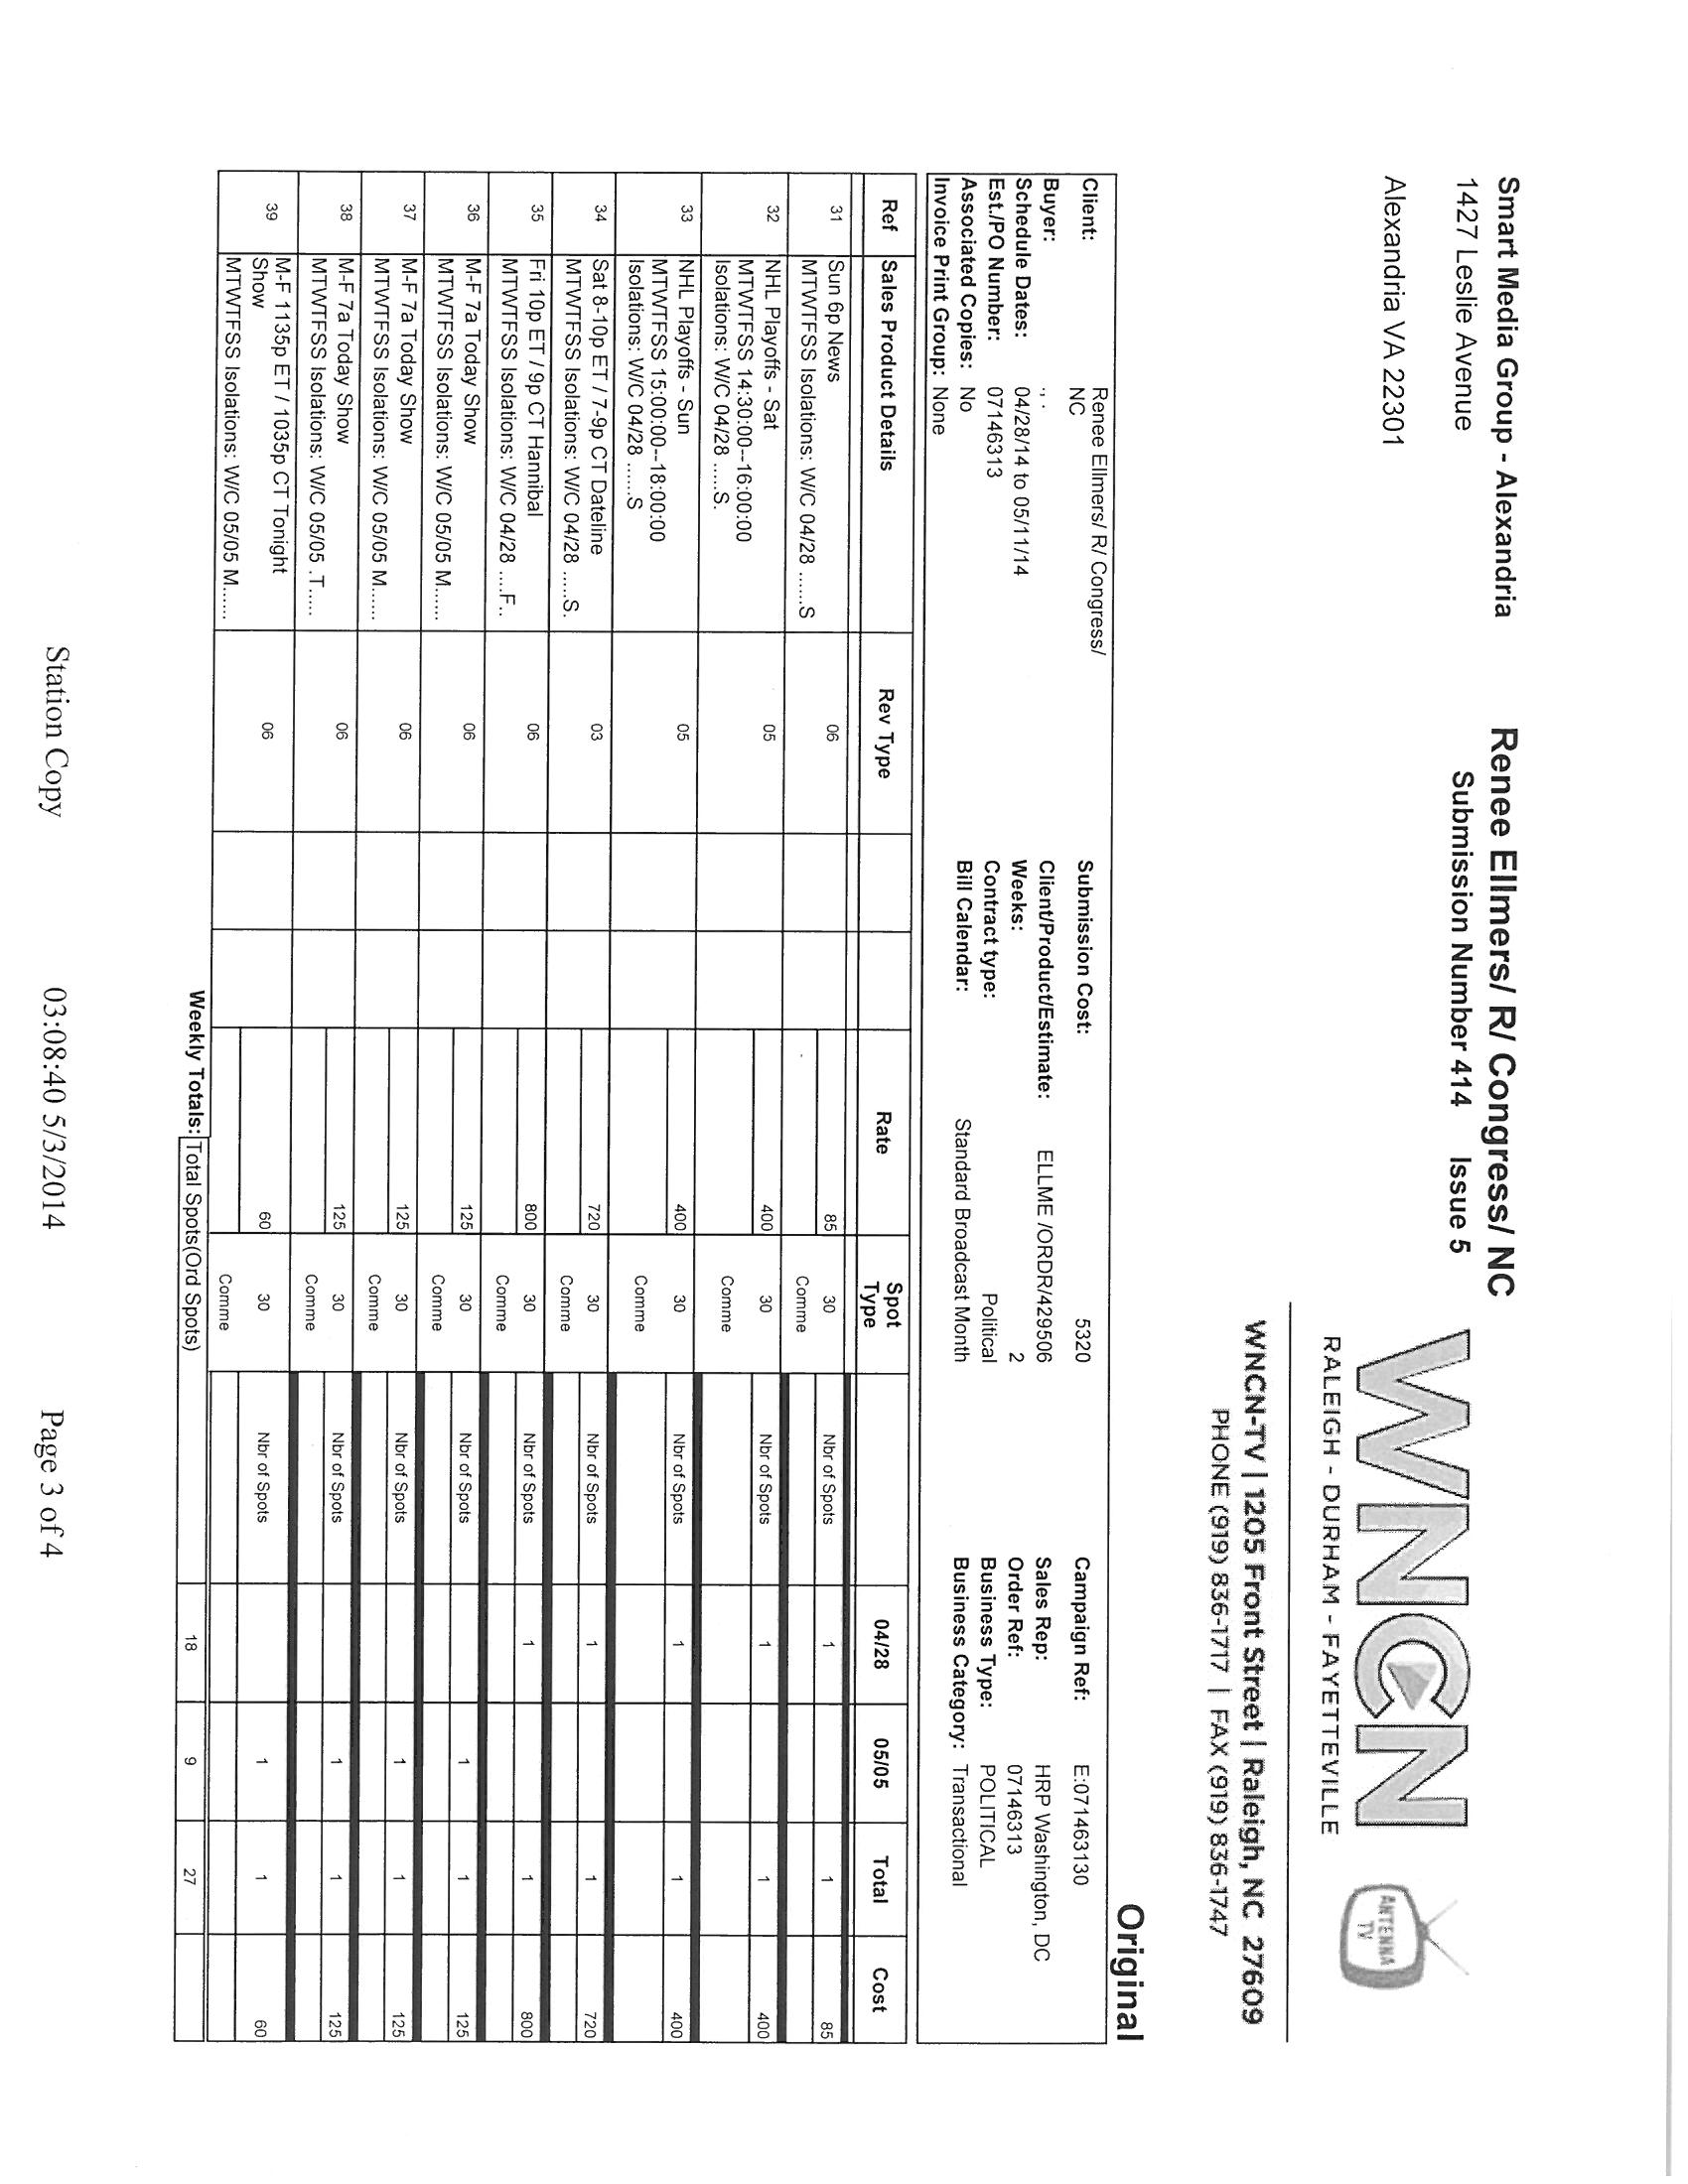 Smart Media Group - Alexandria
1427 Leslie Avenue
Alexandria VA 22301
Renee Ellmers/ R/ Congress/ NC
Submission Number 414 Issue 5
WNCN
RALEIGH - DURHAM - FAYETTEVILLE
ANTENNA
TV
WNCN-TV | 1205 Front Street | Raleigh, NC 27609
PHONE (919) 836-1717 | FAX (919) 836-1747
Original
Client: Renee Ellmers/ R/ Congress/
NC
Buyer: ., .
Schedule Dates: 04/28/14 to 05/11/14
Est./PO Number: 07146313
Associated Copies: No
Invoice Print Group: None
Submission Cost: 5320
Client/Product/Estimate: ELLME /ORDR/429506
Weeks: 2
Contract type: Political
Bill Calendar: Standard Broadcast Month
Campaign Ref: E:071463130
Sales Rep: HRP Washington, DC
Order Ref: 07146313
Business Type: POLITICAL
Business Category: Transactional
Ref Sales Product Details Rev Type Rate Spot Type 04/28 05/05 Total Cost
31 Sun 6p News 06 85 30 Nbr of Spots 1 1 85
MTWTFSS Isolations: W/C 04/28 ......S Comme
32 NHL Playoffs - Sat 05 400 30 Nbr of Spots 1 1 400
MTWTFSS 14:30:00--16:00:00
Isolations: W/C 04/28 .....S. Comme
33 NHL Playoffs - Sun 05 400 30 Nbr of Spots 1 1 400
MTWTFSS 15:00:00--18:00:00
Isolations: W/C 04/28 ......S Comme
34 Sat 8-10p ET / 7-9p CT Dateline 03 720 30 Nbr of Spots 1 1 720
MTWTFSS Isolations: W/C 04/28 .....S. Comme
35 Fri 10p ET / 9p CT Hannibal 06 800 30 Nbr of Spots 1 1 800
MTWTFSS Isolations: W/C 04/28 ....F.. Comme
36 M-F 7a Today Show 06 125 30 Nbr of Spots 1 1 125
MTWTFSS Isolations: W/C 05/05 M...... Comme
37 M-F 7a Today Show 06 125 30 Nbr of Spots 1 1 125
MTWTFSS Isolations: W/C 05/05 M...... Comme
38 M-F 7a Today Show 06 125 30 Nbr of Spots 1 1 125
MTWTFSS Isolations: W/C 05/05 .T..... Comme
39 M-F 1135p ET / 1035p CT Tonight 06 60 30 Nbr of Spots 1 1 60
Show
MTWTFSS Isolations: W/C 05/05 M...... Comme
Weekly Totals: Total Spots(Ord Spots) 18 9 27
Station Copy 03:08:40 5/3/2014 Page 3 of 4